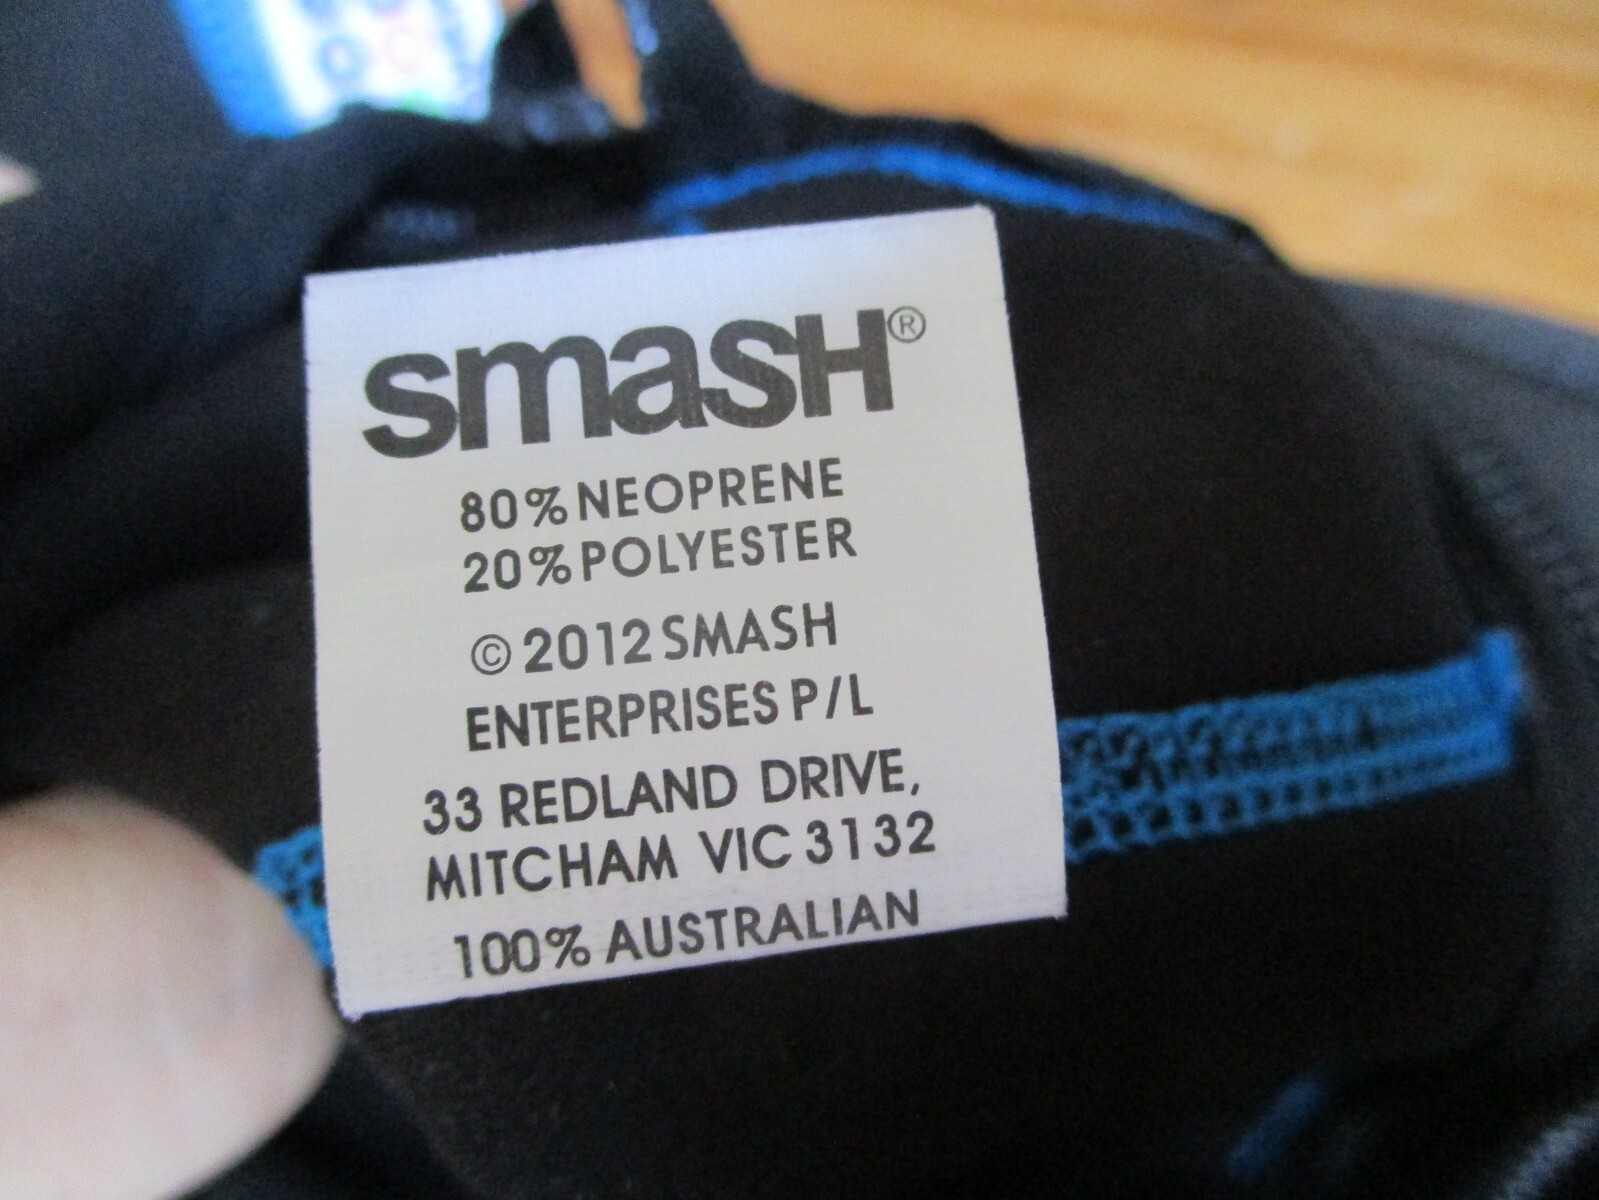 smasH®
80% NEOPRENE
20% POLYESTER
© 2012 SMASH
ENTERPRISES P/L
33 REDLAND DRIVE,
MITCHAM VIC 3132
100% AUSTRALIAN